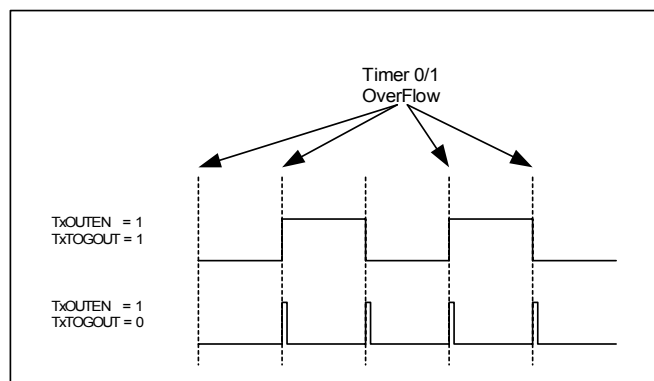 Timer 0/1
OverFlow
TxOUTEN = 1
TxTOGOUT = 1
TxOUTEN = 1
TxTOGOUT = 0